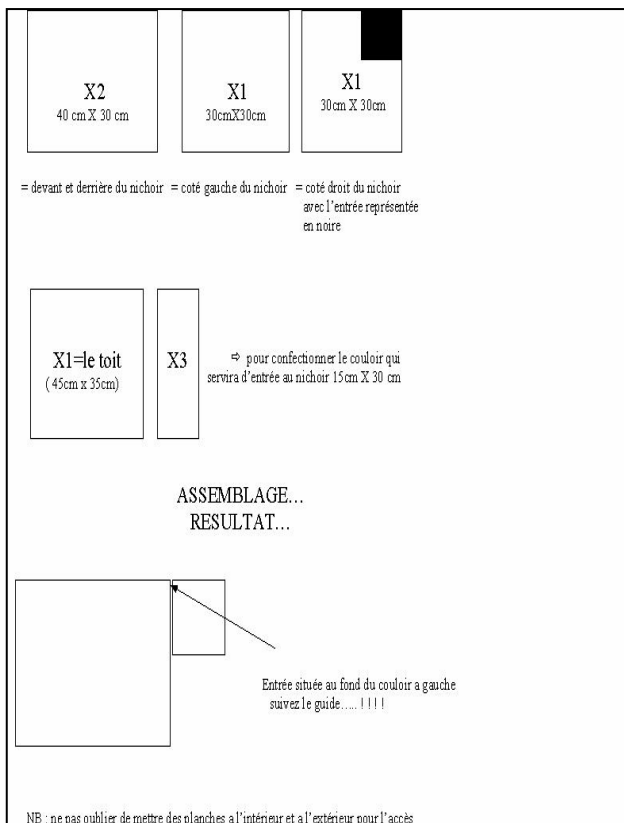 X2
40 cm X 30 cm
X1
30cmX30cm
X1
30cm X 30cm
= devant et derrière du nichoir
= coté gauche du nichoir
= coté droit du nichoir
avec l'entrée représentée
en noire
X1=le toit
( 45cm x 35cm)
X3
⇨ pour confectionner le couloir qui
servira d'entrée au nichoir 15cm X 30 cm
ASSEMBLAGE...
RESULTAT...
Entrée située au fond du couloir a gauche
suivez le guide..... ! ! ! !
NB : ne pas oublier de mettre des planches a l'intérieur et a l'extérieur pour l'accès